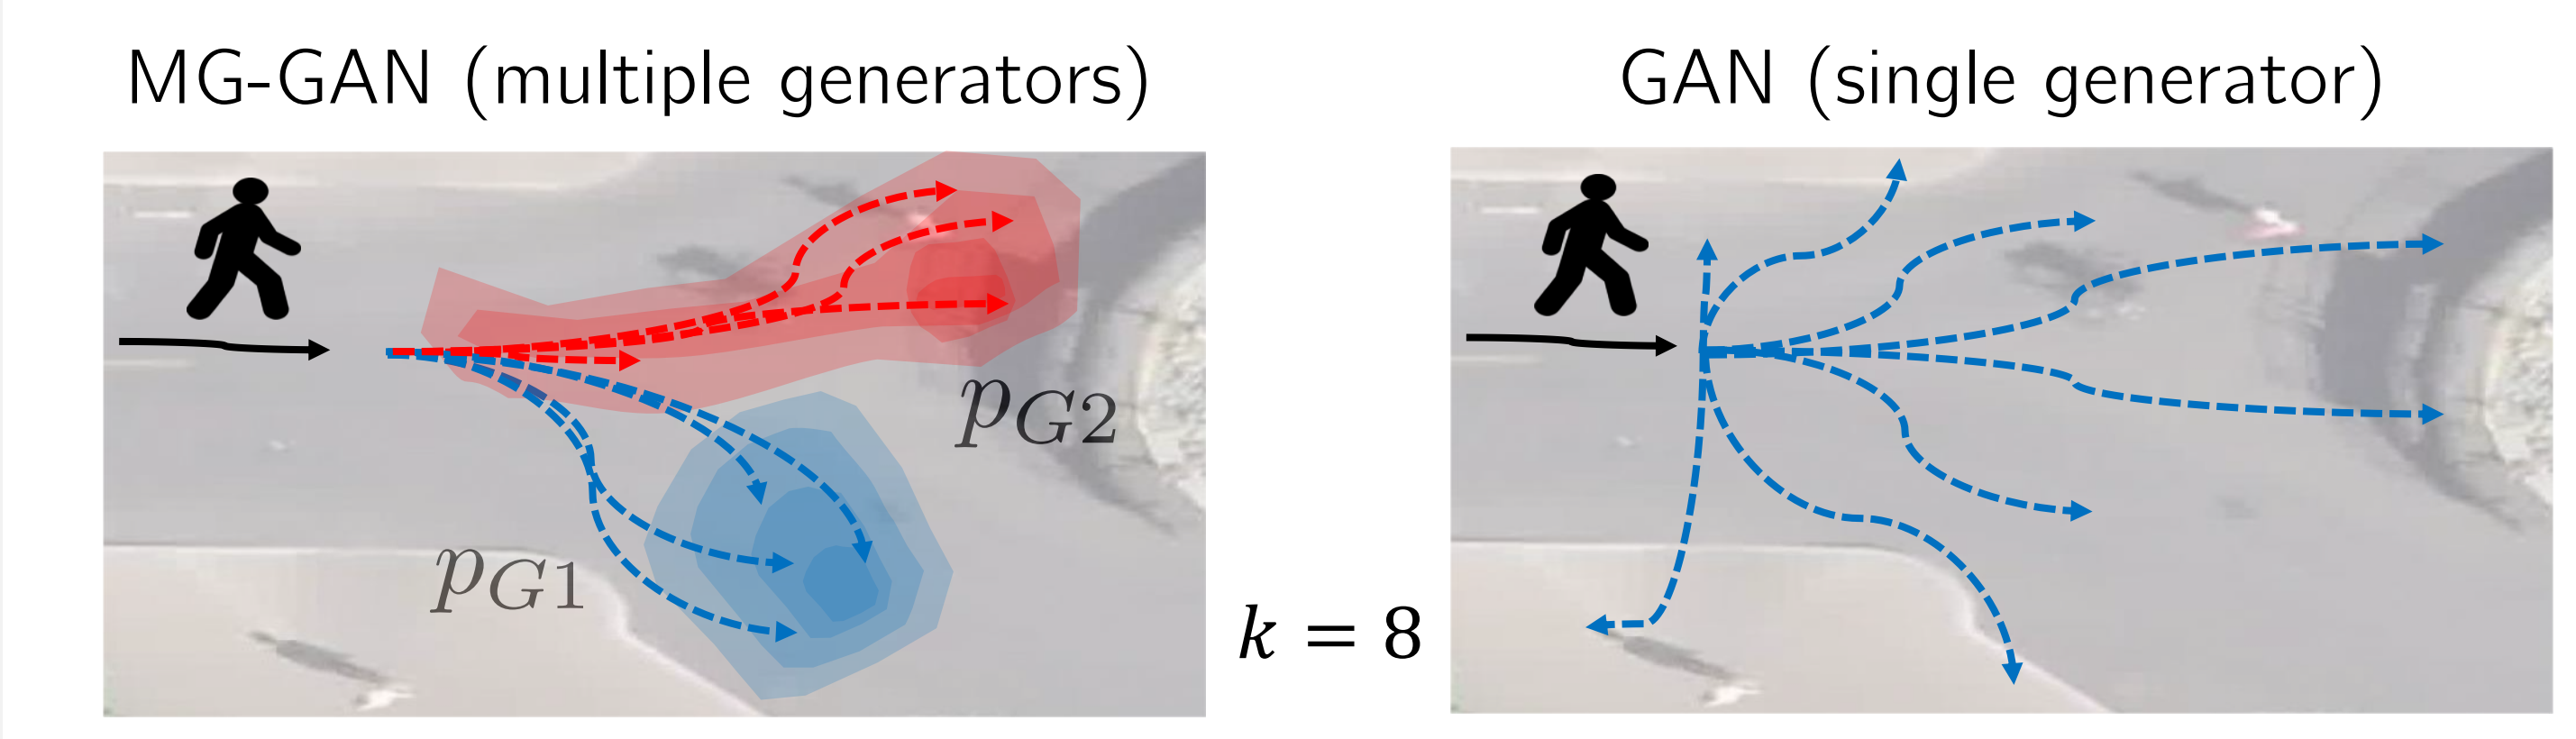 MG-GAN (multiple generators)
GAN (single generator)
pG2
pG1
k = 8